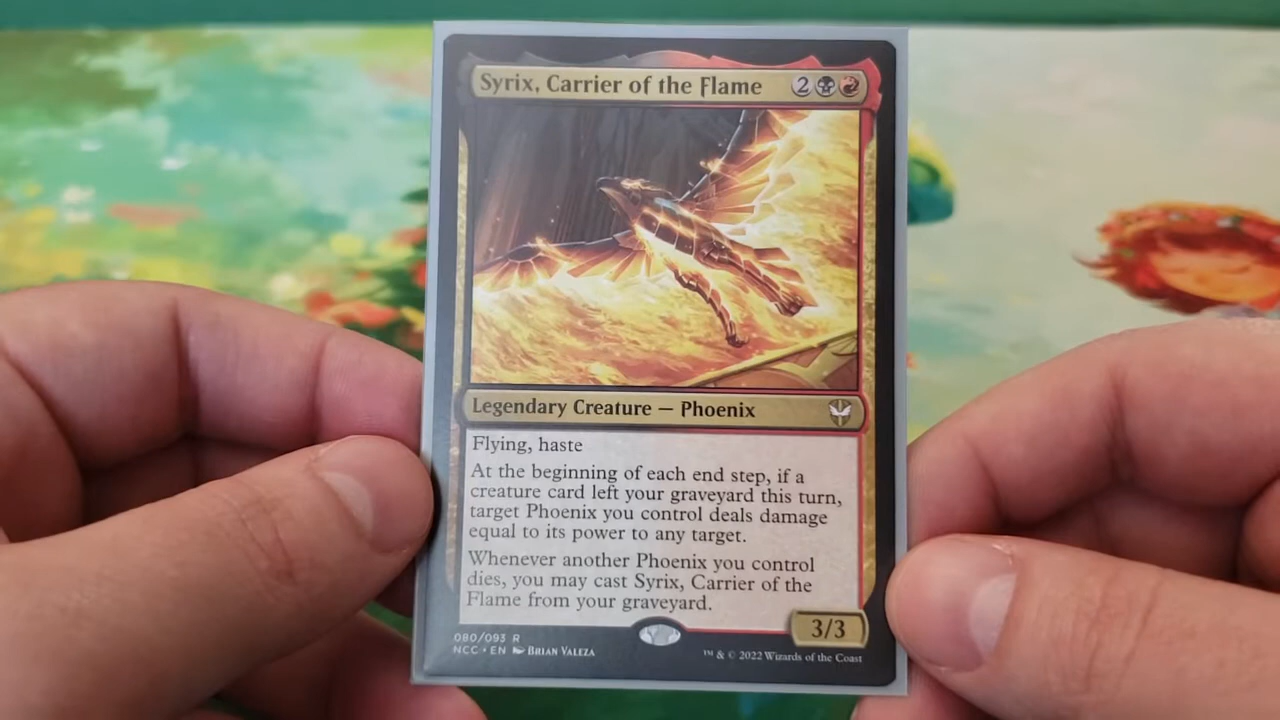 Syrix, Carrier of the Flame 2
Legendary Creature — Phoenix
Flying, haste
At the beginning of each end step, if a
creature card left your graveyard this turn,
target Phoenix you control deals damage
equal to its power to any target.
Whenever another Phoenix you control
dies, you may cast Syrix, Carrier of the
Flame from your graveyard.
3/3
080/093 R
NCC • EN BRIAN VALEZA
™ & © 2022 Wizards of the Coast